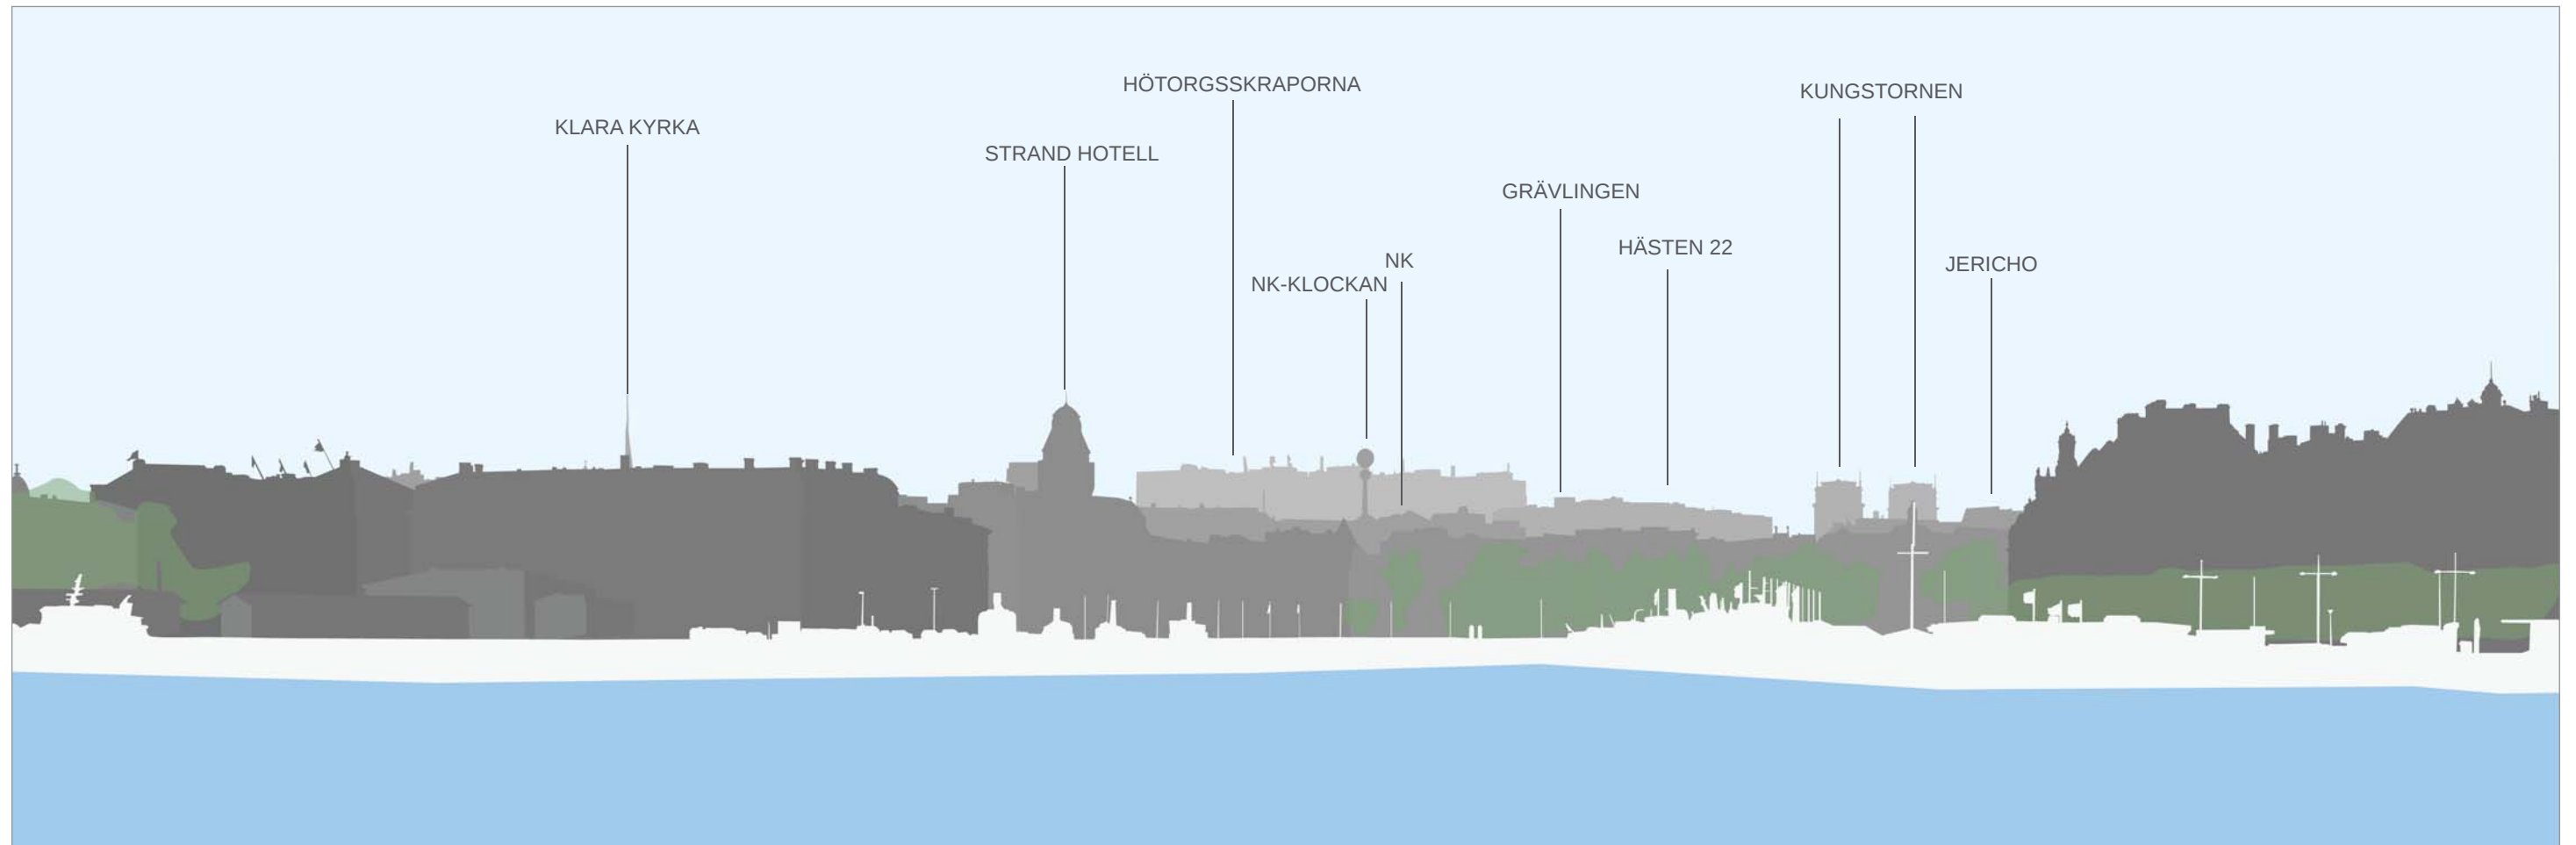 HÖTORGSSKRAPORNA
KUNGSTORNEN
KLARA KYRKA
STRAND HOTELL
GRÄVLINGEN
HÄSTEN 22
NK
JERICHO
NK-KLOCKAN